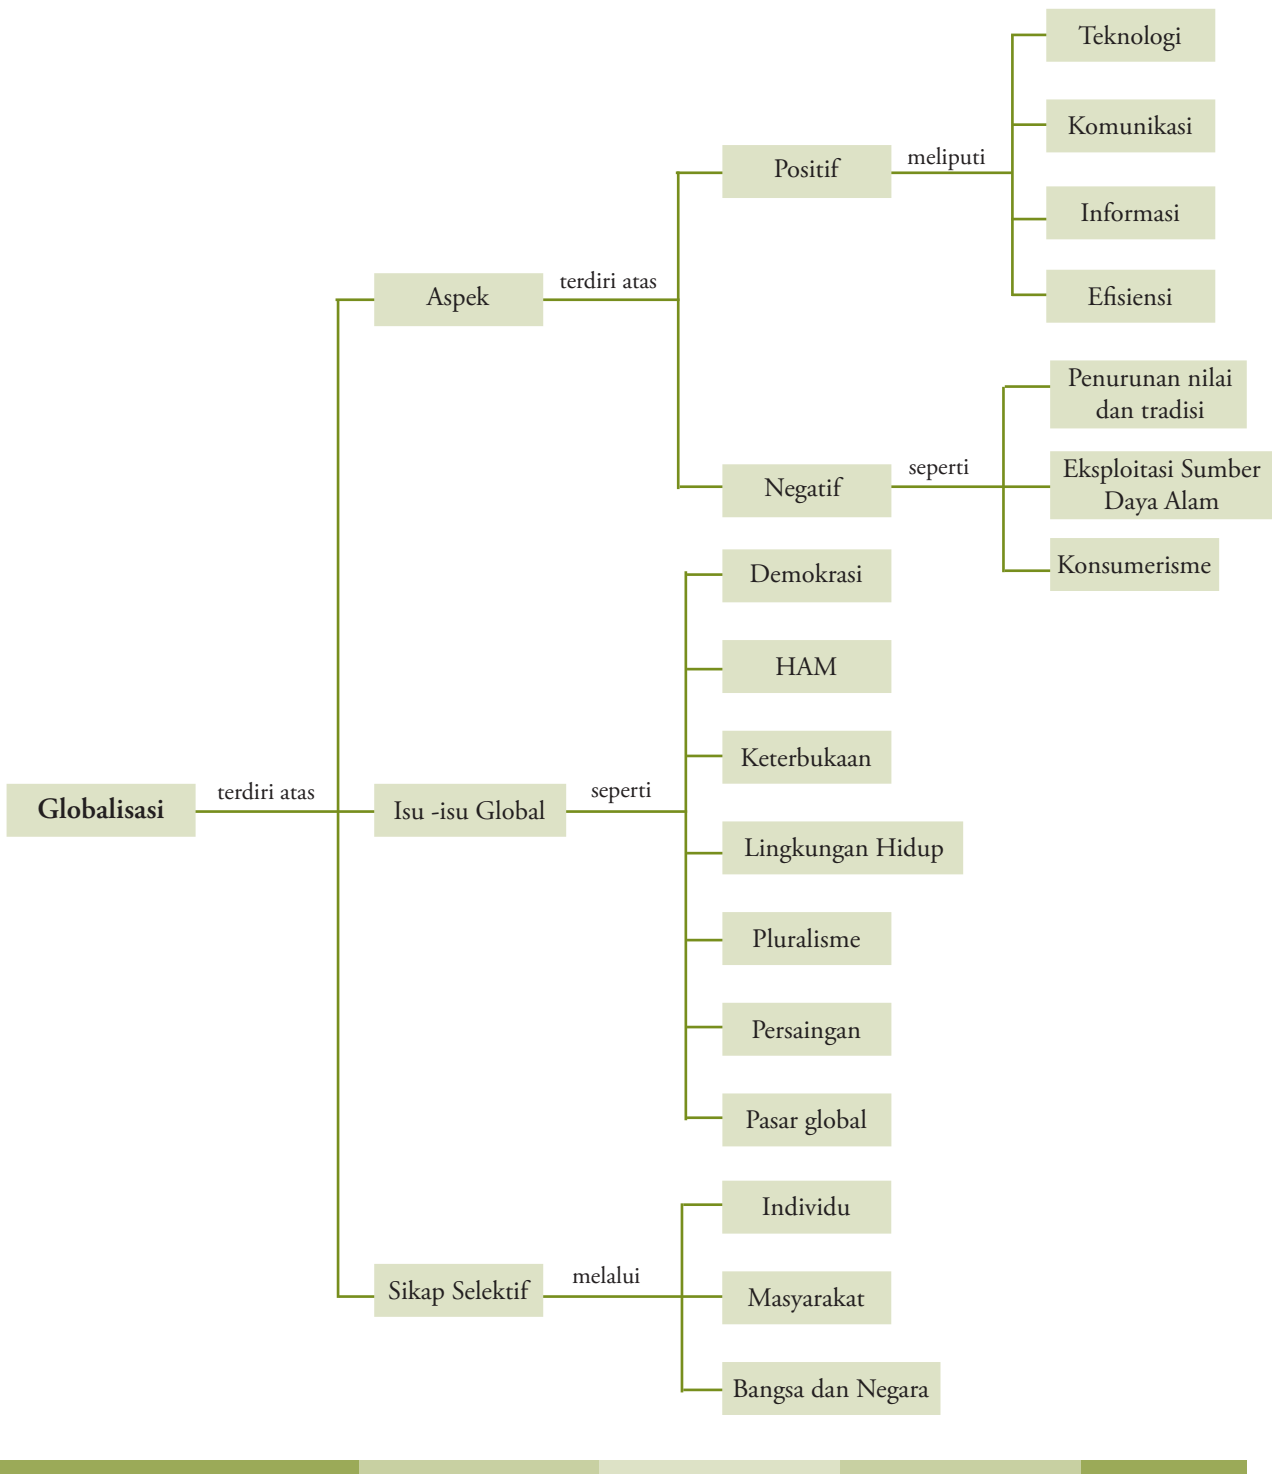 Teknologi
Komunikasi
Positif
meliputi
Informasi
Aspek
terdiri atas
Efisiensi
Penurunan nilai
dan tradisi
Negatif
seperti
Eksploitasi Sumber
Daya Alam
Konsumerisme
Demokrasi
HAM
Keterbukaan
Globalisasi
terdiri atas
Isu -isu Global
seperti
Lingkungan Hidup
Pluralisme
Persaingan
Pasar global
Individu
Sikap Selektif
melalui
Masyarakat
Bangsa dan Negara